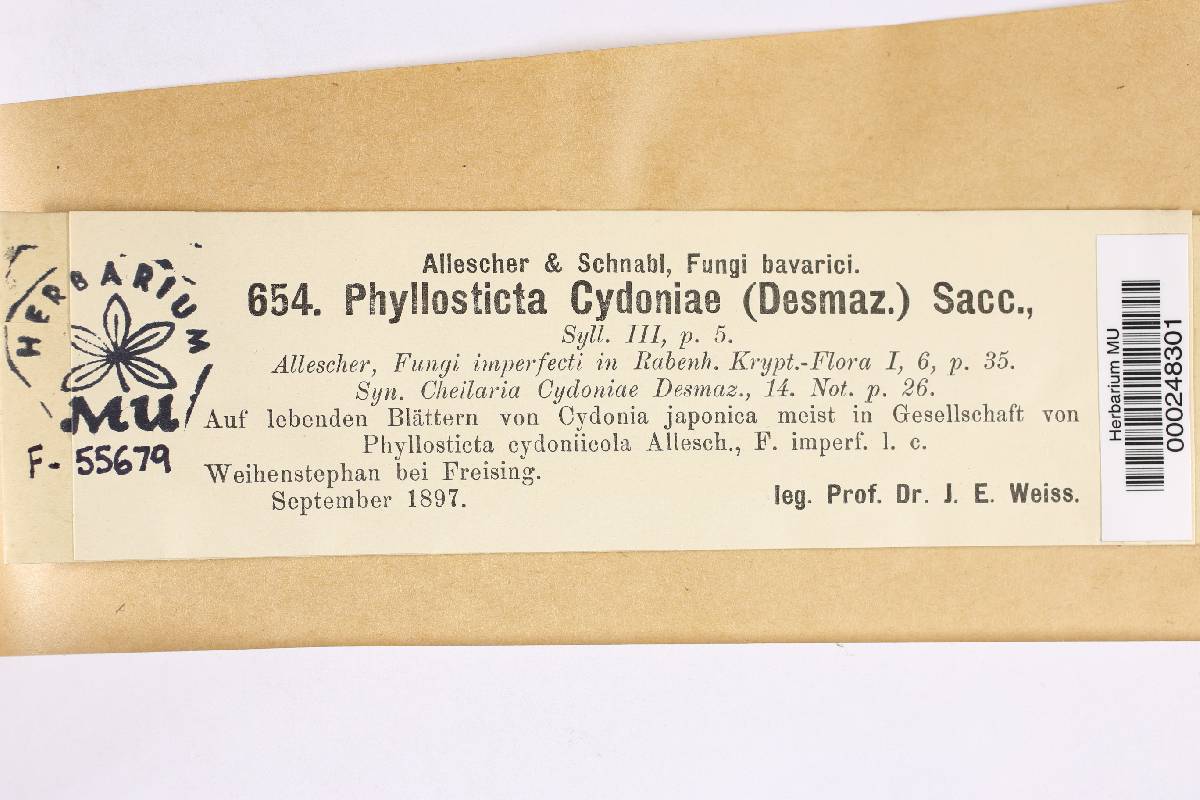 Allescher & Schnabl, Fungi bavarici.
654. Phyllosticta Cydoniae (Desmaz.) Sacc.,
Syll. III, p. 5.
Allescher, Fungi imperfecti in Rabenh. Krypt.-Flora I, 6, p. 35.
Syn. Cheilaria Cydoniae Desmaz., 14. Not. p. 26.
Auf lebenden Blättern von Cydonia japonica meist in Gesellschaft von
Phyllosticta cydoniicola Allesch., F. imperf. l. c.
Weihenstephan bei Freising.
September 1897.
leg. Prof. Dr. J. E. Weiss.
HERBARIUM
MU
F-55679
Herbarium MU
000248301